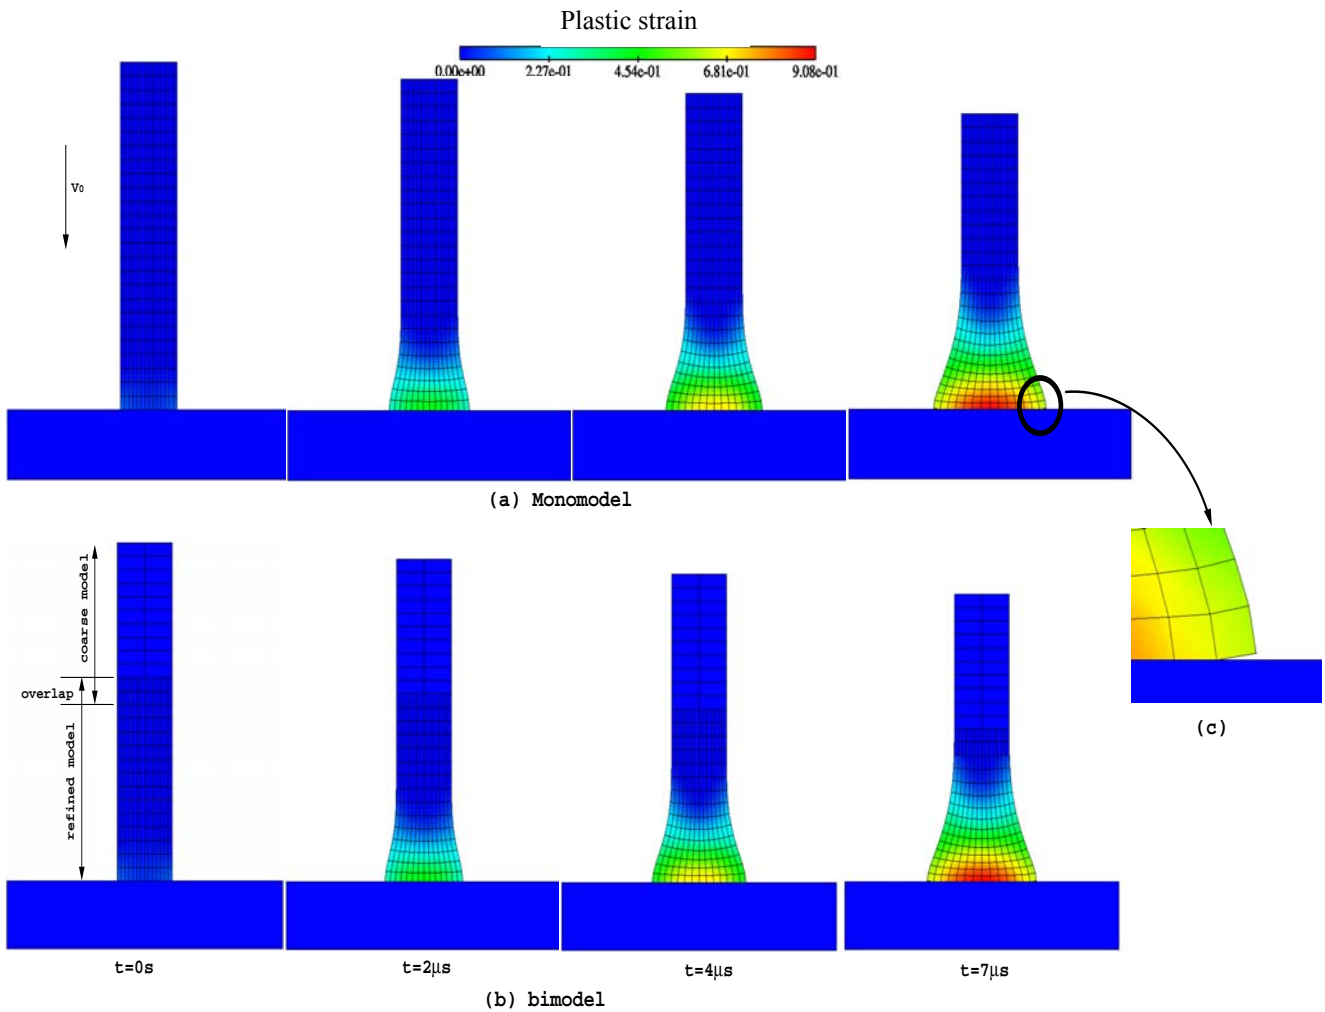 Plastic strain
0.00e+00 2.27e-01 4.54e-01 6.81e-01 9.08e-01
V0
(a) Monomodel
coarse model
overlap
refined model
(c)
t=0s t=2μs t=4μs t=7μs
(b) bimodel